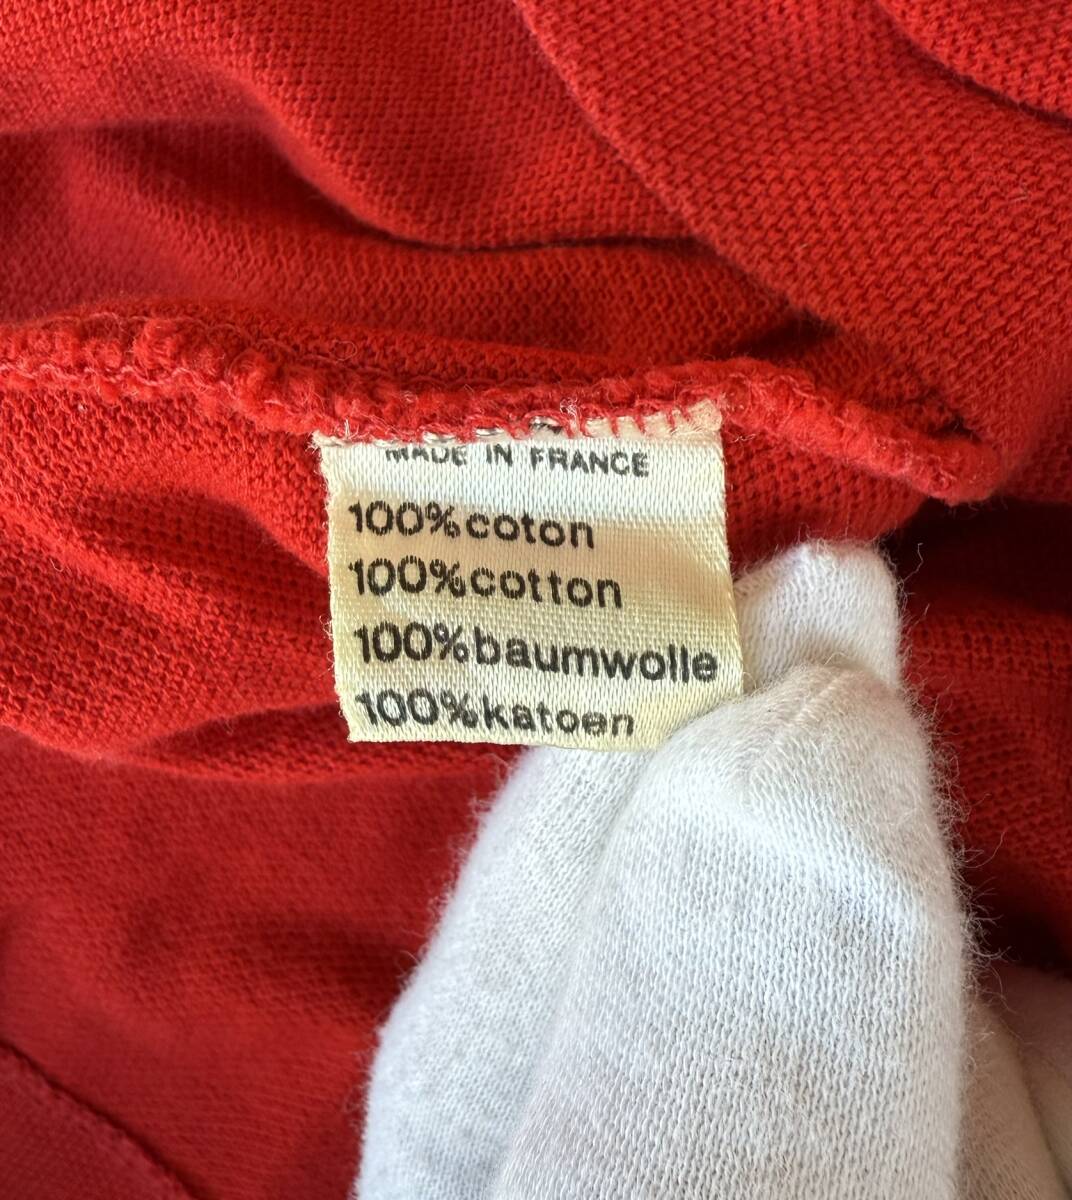 MADE IN FRANCE
100%coton
100%cotton
100%baumwolle
100%katoen